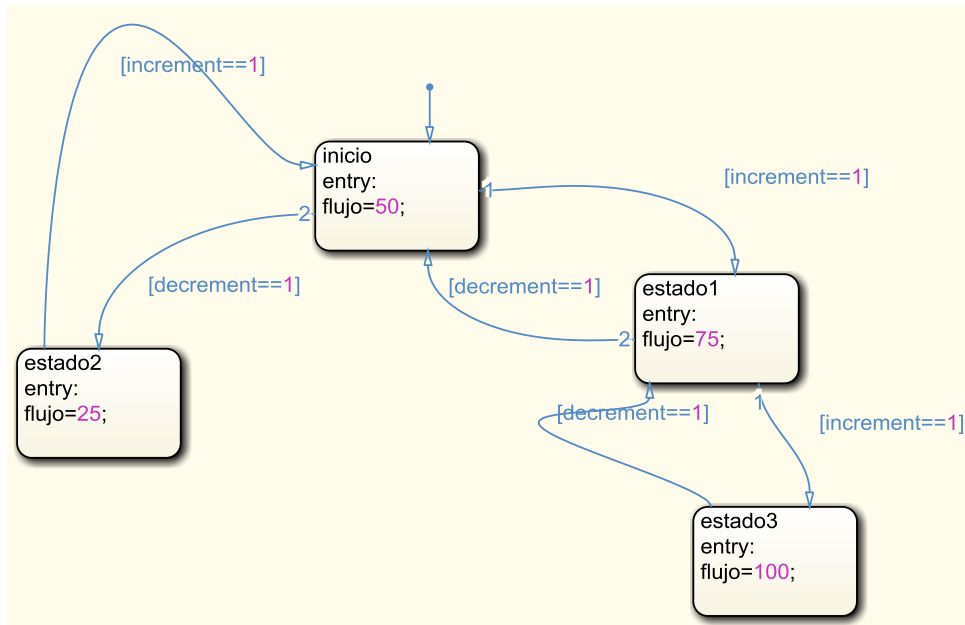 [increment==1]
inicio
entry:
flujo=50;
1
[increment==1]
2
[decrement==1]
[decrement==1]
estado1
entry:
flujo=75;
2
estado2
entry:
flujo=25;
1
[decrement==1]
[increment==1]
estado3
entry:
flujo=100;